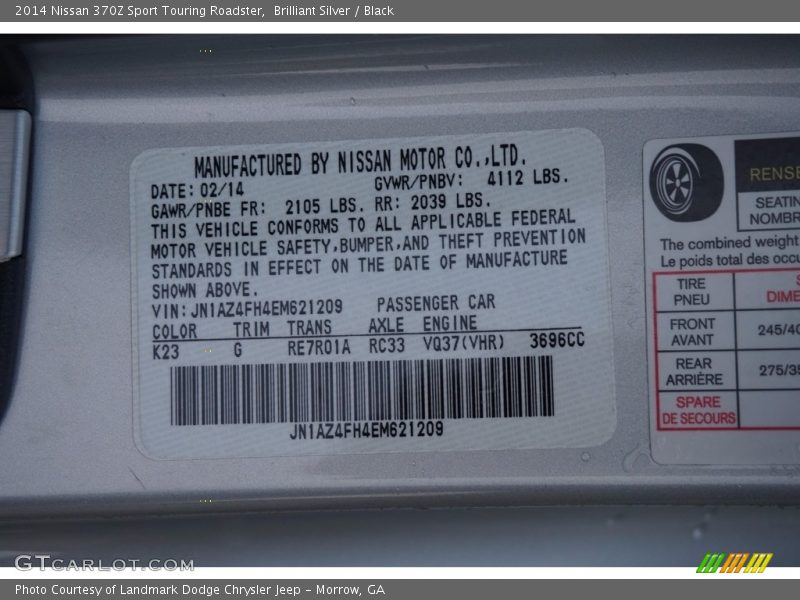 2014 Nissan 370Z Sport Touring Roadster,  Brilliant Silver / Black
MANUFACTURED BY NISSAN MOTOR CO.,LTD.
DATE: 02/14 GVWR/PNBV: 4112 LBS.
GAWR/PNBE FR: 2105 LBS. RR: 2039 LBS.
THIS VEHICLE CONFORMS TO ALL APPLICABLE FEDERAL
MOTOR VEHICLE SAFETY,BUMPER,AND THEFT PREVENTION
STANDARDS IN EFFECT ON THE DATE OF MANUFACTURE
SHOWN ABOVE.
VIN: JN1AZ4FH4EM621209 PASSENGER CAR
COLOR TRIM TRANS AXLE ENGINE
K23 G RE7R01A RC33 VQ37(VHR) 3696CC
JN1AZ4FH4EM621209
RENSE
SEATIN
NOMBR
The combined weight
Le poids total des occu
TIRE
PNEU
DIME
FRONT
AVANT
245/40
REAR
ARRIÈRE
275/35
SPARE
DE SECOURS
GTCARLOT.COM
Photo Courtesy of Landmark Dodge Chrysler Jeep – Morrow, GA